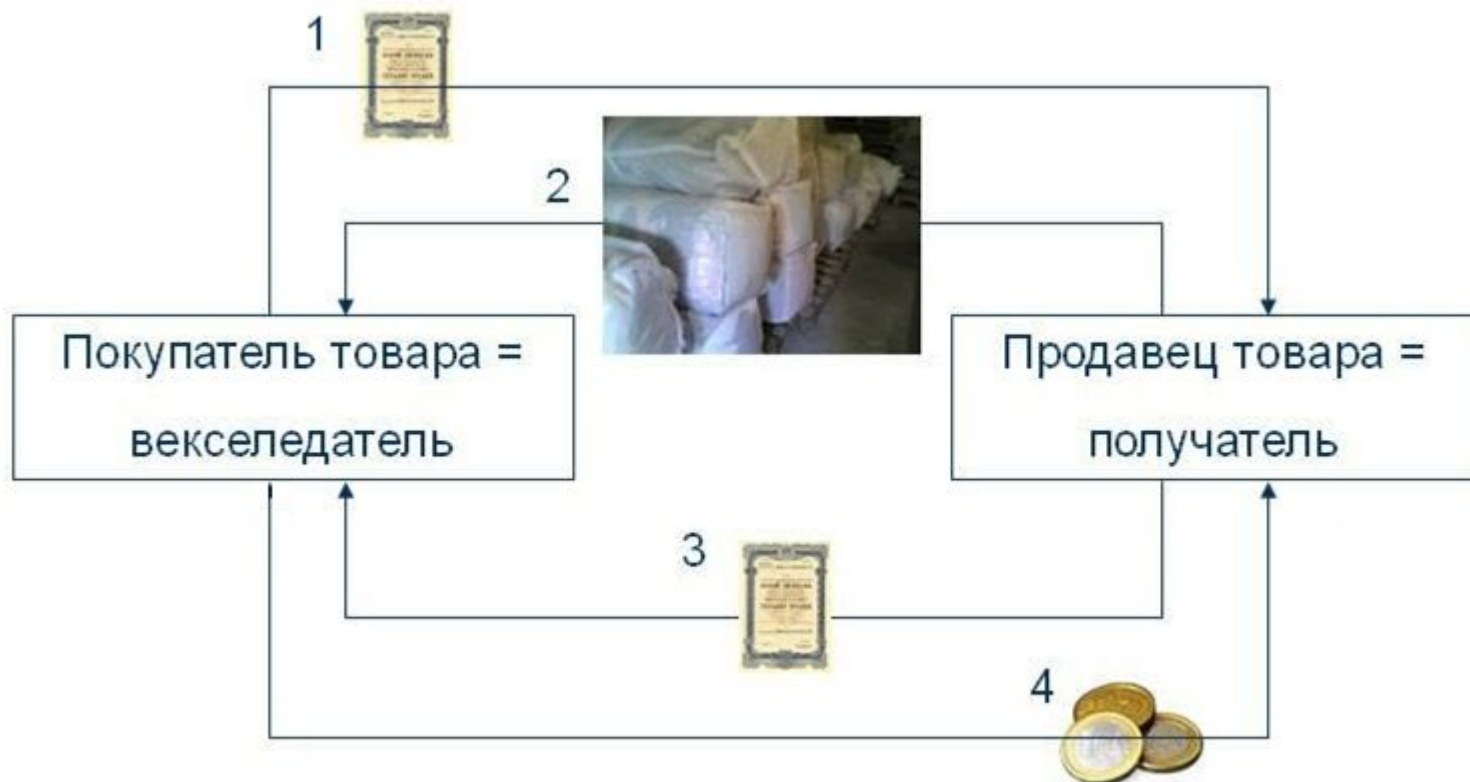 1
2
Покупатель товара =
векселедатель
Продавец товара =
получатель
3
4